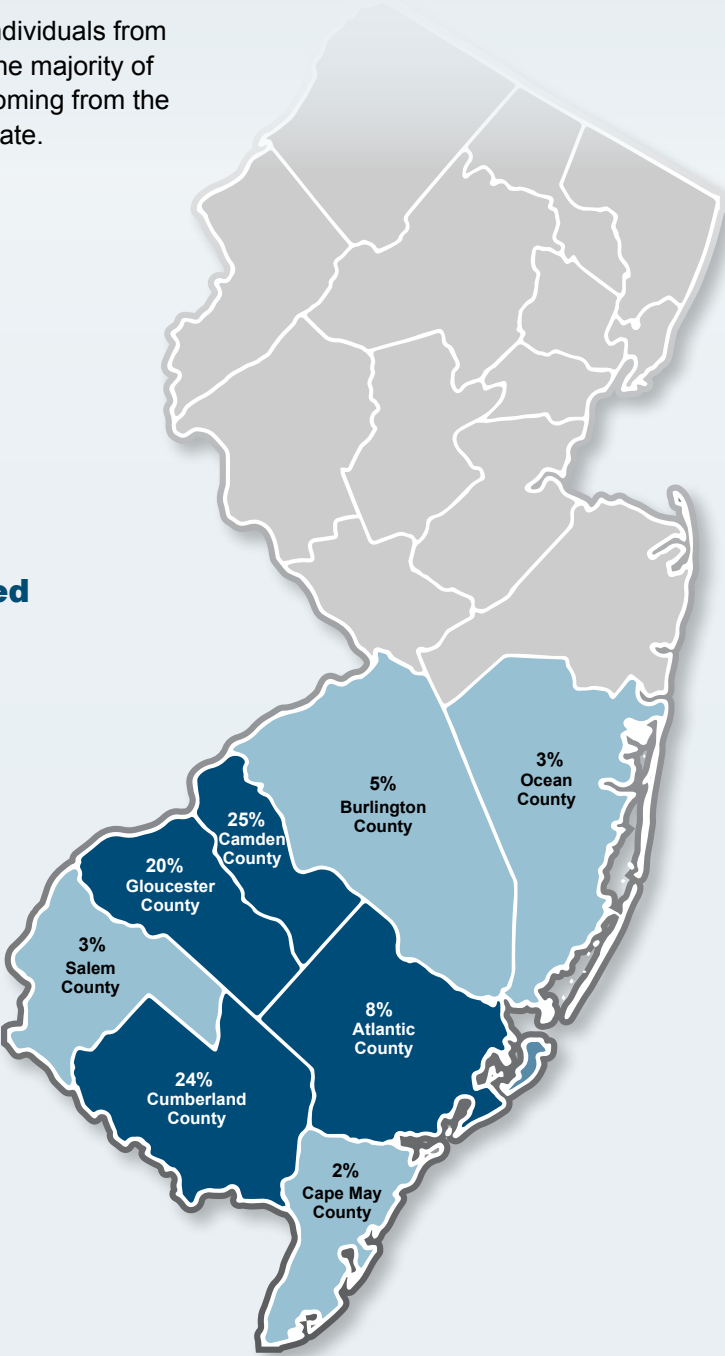 ndividuals from
he majority of
oming from the
ate.
ed
3%
Ocean
County
5%
Burlington
County
25%
Camden
County
20%
Gloucester
County
3%
Salem
County
8%
Atlantic
County
24%
Cumberland
County
2%
Cape May
County